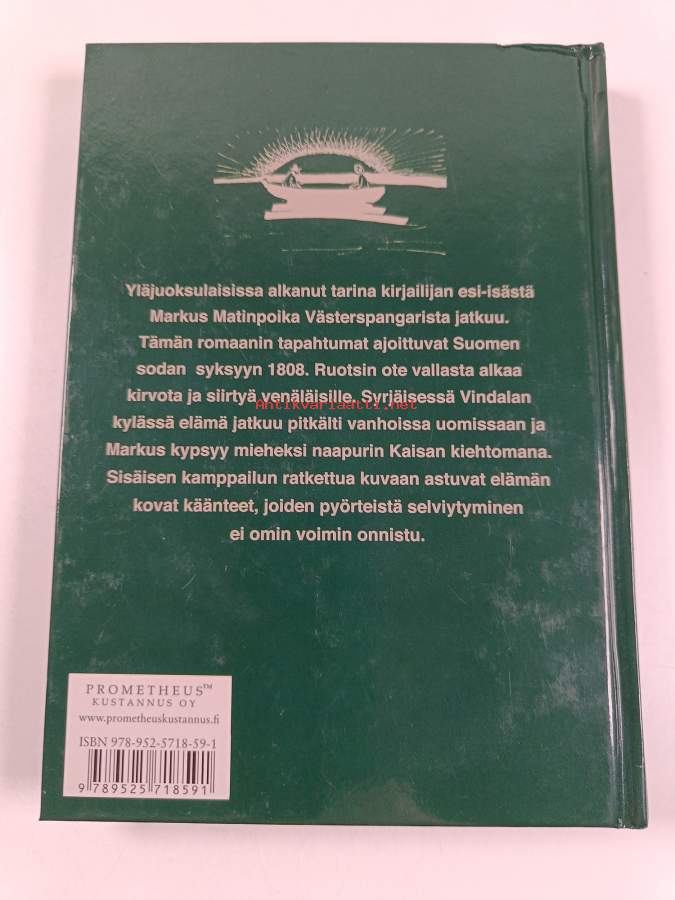 Yläjuoksulaisissa alkanut tarina kirjailijan esi-isästä
Markus Matinpoika Västerspangarista jatkuu.
Tämän romaanin tapahtumat ajoittuvat Suomen
sodan syksyyn 1808. Ruotsin ote vallasta alkaa
kirvota ja siirtyä venäläisille. Syrjäisessä Vindalan
Antikvariaatti.net
kylässä elämä jatkuu pitkälti vanhoissa uomissaan ja
Markus kypsyy mieheksi naapurin Kaisan kiehtomana.
Sisäisen kamppailun ratkettua kuvaan astuvat elämän
kovat käänteet, joiden pyörteistä selviytyminen
ei omin voimin onnistu.
PROMETHEUS™
KUSTANNUS OY
www.prometheuskustannus.fi
ISBN 978-952-5718-59-1
9 789525 718591